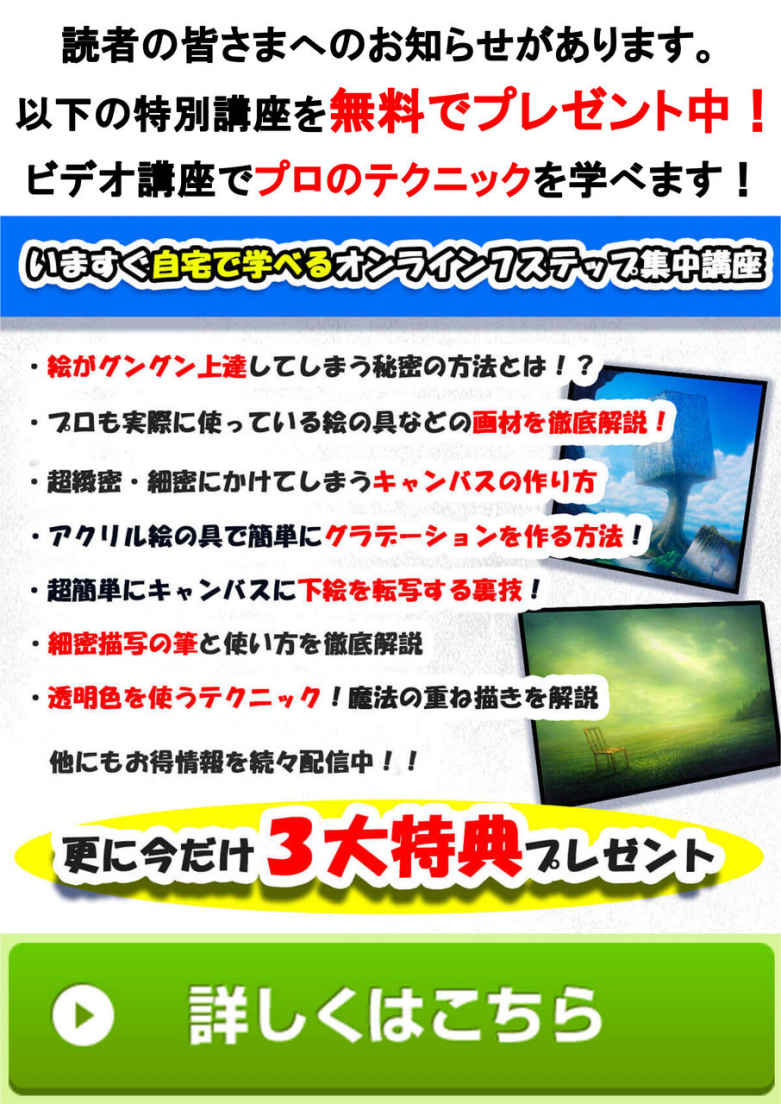 読者の皆さまへのお知らせがあります。
以下の特別講座を無料でプレゼント中！
ビデオ講座でプロのテクニックを学べます！
いますぐ自宅で学べるオンライン7ステップ集中講座
・絵がグングン上達してしまう秘密の方法とは！？
・プロも実際に使っている絵の具などの画材を徹底解説！
・超緻密・細密にかけてしまうキャンバスの作り方
・アクリル絵の具で簡単にグラデーションを作る方法！
・超簡単にキャンバスに下絵を転写する裏技！
・細密描写の筆と使い方を徹底解説
・透明色を使うテクニック！魔法の重ね描きを解説
他にもお得情報を続々配信中！！
更に今だけ３大特典プレゼント
詳しくはこちら